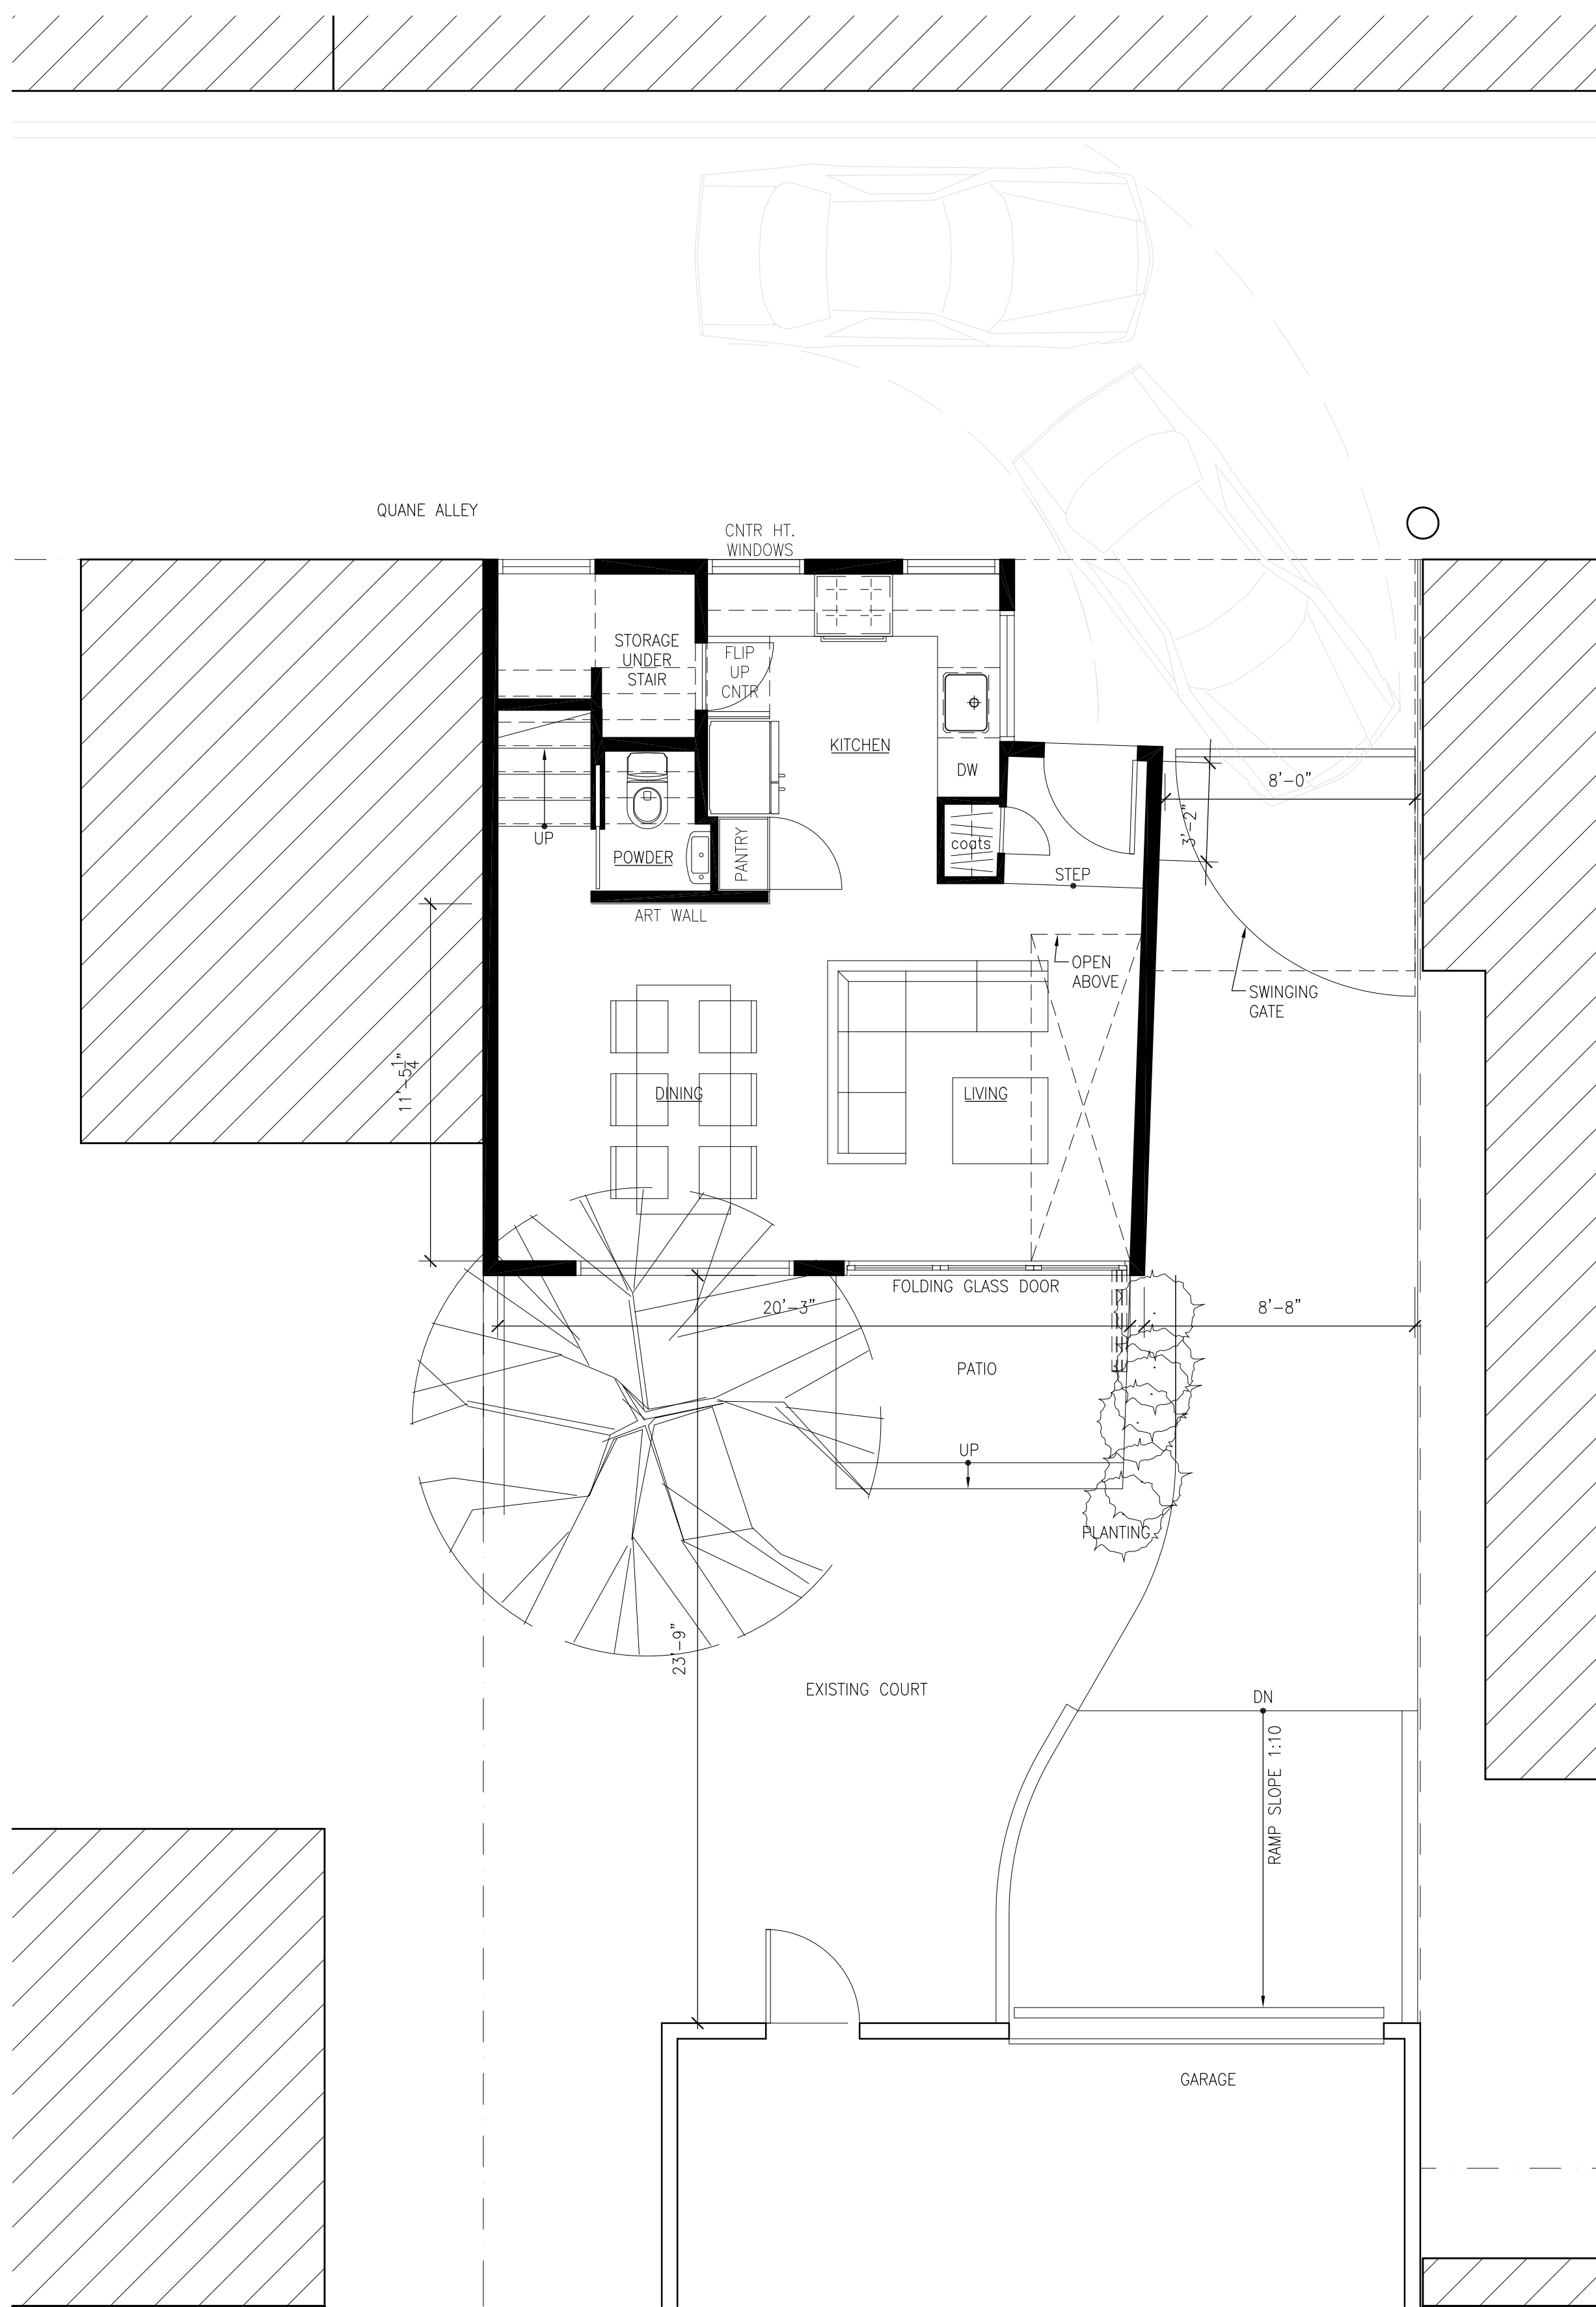 QUANE ALLEY
CNTR HT.
WINDOWS
STORAGE
UNDER
STAIR
FLIP
UP
CNTR
KITCHEN
DW
8'-0"
3'-2"
UP
POWDER
PANTRY
coats
STEP
ART WALL
OPEN
ABOVE
SWINGING
GATE
11'-5 1/4"
DINING
LIVING
FOLDING GLASS DOOR
20'-3"
8'-8"
PATIO
UP
PLANTING
23'-9"
EXISTING COURT
DN
RAMP SLOPE 1:10
GARAGE